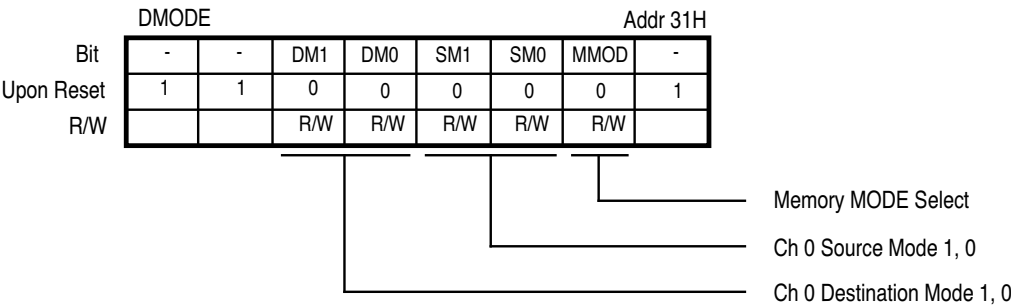 DMODE Addr 31H
Bit - - DM1 DM0 SM1 SM0 MMOD -
Upon Reset 1 1 0 0 0 0 0 1
R/W R/W R/W R/W R/W R/W
Memory MODE Select
Ch 0 Source Mode 1, 0
Ch 0 Destination Mode 1, 0